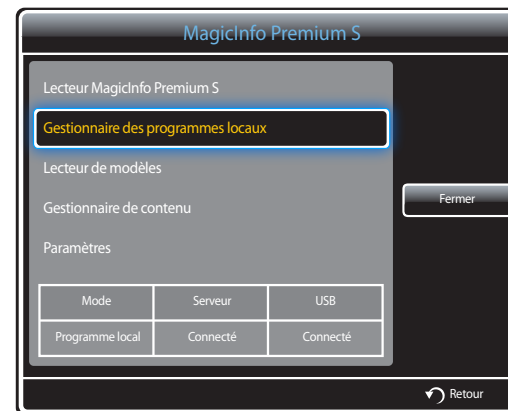 MagicInfo Premium S
Lecteur MagicInfo Premium S
Gestionnaire des programmes locaux
Lecteur de modèles
Gestionnaire de contenu
Paramètres
Fermer
Mode Serveur USB
Programme local Connecté Connecté
Retour